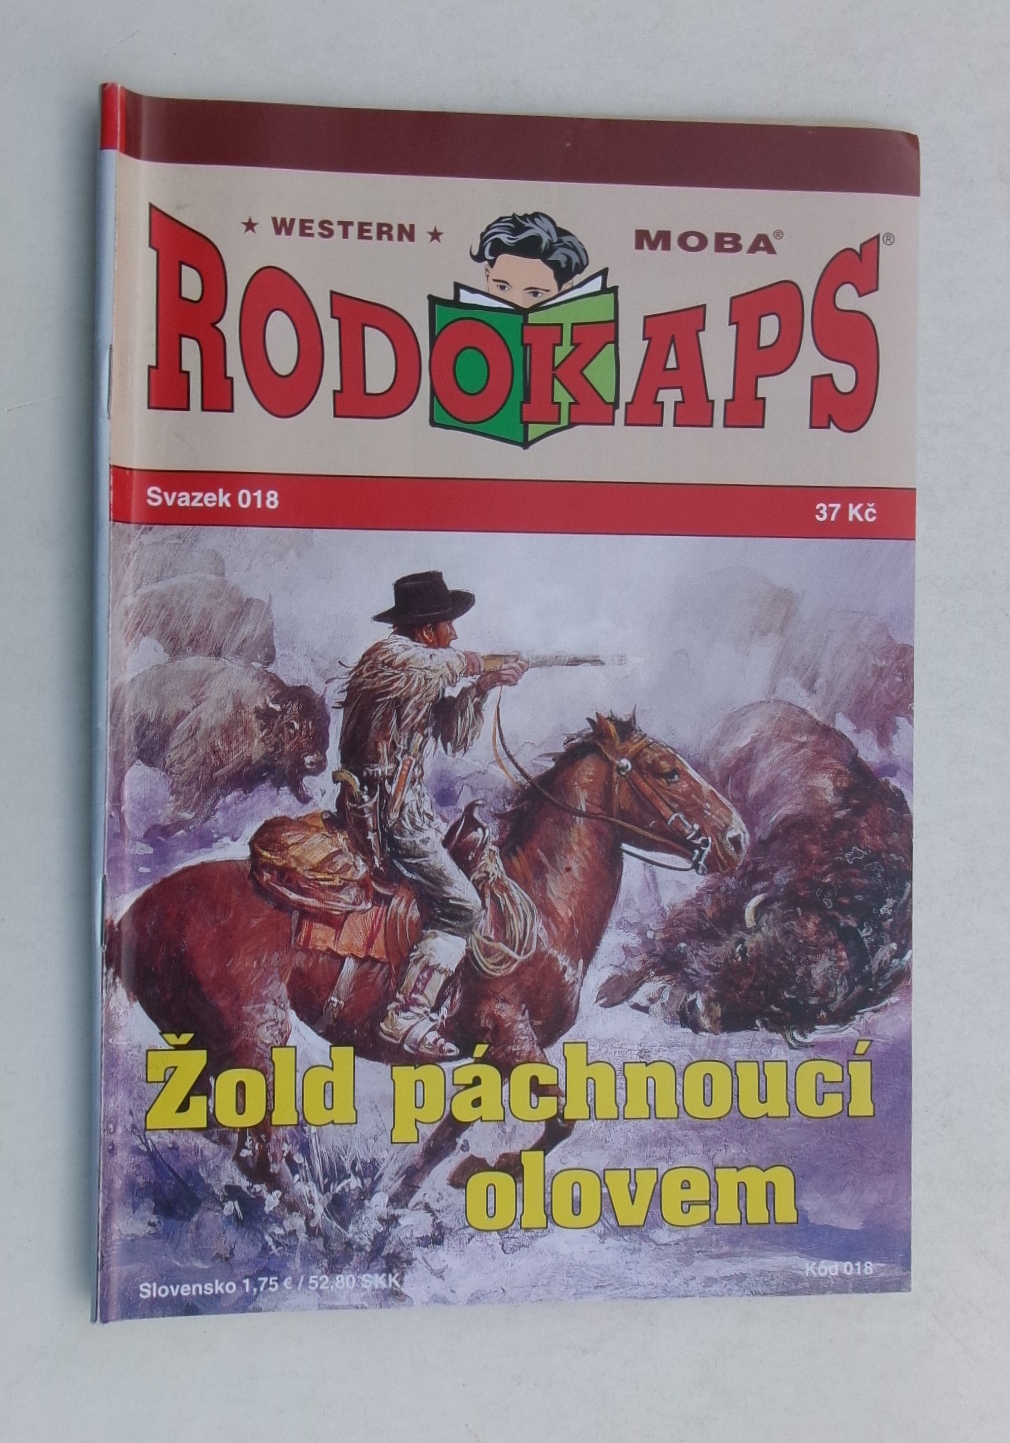 ★ WESTERN ★ MOBA®
RODOKAPS®
Svazek 018 37 Kč
Žold páchnoucí
olovem
Kód 018
Slovensko 1,75 € / 52,80 SKK